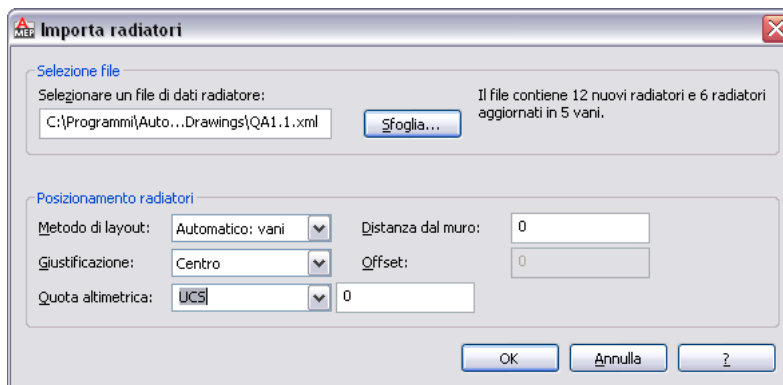 MEP Importa radiatori
Selezione file
Selezionare un file di dati radiatore:
C:\Programmi\Auto...Drawings\QA1.1.xml
Sfoglia...
Il file contiene 12 nuovi radiatori e 6 radiatori
aggiornati in 5 vani.
Posizionamento radiatori
Metodo di layout: Automatico: vani Distanza dal muro: 0
Giustificazione: Centro Offset: 0
Quota altimetrica: UCS 0
OK Annulla ?